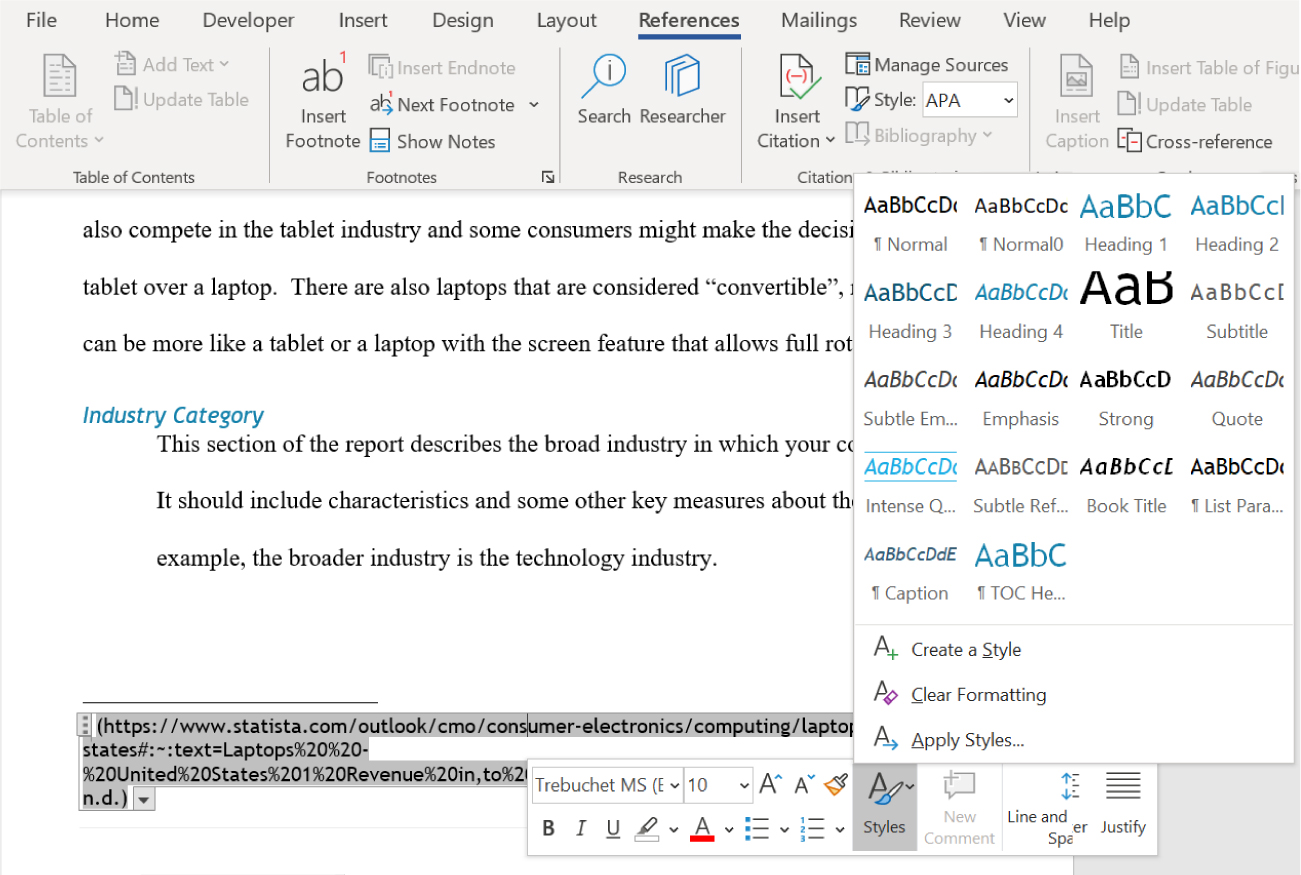 File Home Developer Insert Design Layout References Mailings Review View Help
Add Text
Update Table
Table of
Contents
Table of Contents
ab1
Insert
Footnote
Insert Endnote
Next Footnote
Show Notes
Footnotes
Search
Researcher
Research
Insert
Citation
Manage Sources
Style: APA
Bibliography
Insert
Caption
Insert Table of Figu
Update Table
Cross-reference
also compete in the tablet industry and some consumers might make the decisi
tablet over a laptop. There are also laptops that are considered “convertible”,
can be more like a tablet or a laptop with the screen feature that allows full rot
Industry Category
This section of the report describes the broad industry in which your co
It should include characteristics and some other key measures about the
example, the broader industry is the technology industry.
(https://www.statista.com/outlook/cmo/consumer-electronics/computing/laptop
states#:~:text=Laptops%20%20-
%20United%20States%201%20Revenue%20in,to%20
n.d.)
AaBbCcDc AaBbCcDc AaBbC AaBbCcI
¶ Normal ¶ Normal0 Heading 1 Heading 2
AaBbCcD AaBbCcDc AaB AaBbCcD
Heading 3 Heading 4 Title Subtitle
AaBbCcDc AaBbCcDc AaBbCcD AaBbCcDc
Subtle Em... Emphasis Strong Quote
AaBbCcDc AaBbCcDD AaBbCcD AaBbCcDc
Intense Q... Subtle Ref... Book Title ¶ List Para...
AaBbCcDdE AaBbC
¶ Caption ¶ TOC He...
Create a Style
Clear Formatting
Apply Styles...
Trebuchet MS (E 10 A A
B I U A
Styles
New
Comment
Line and
Spa er
Justify